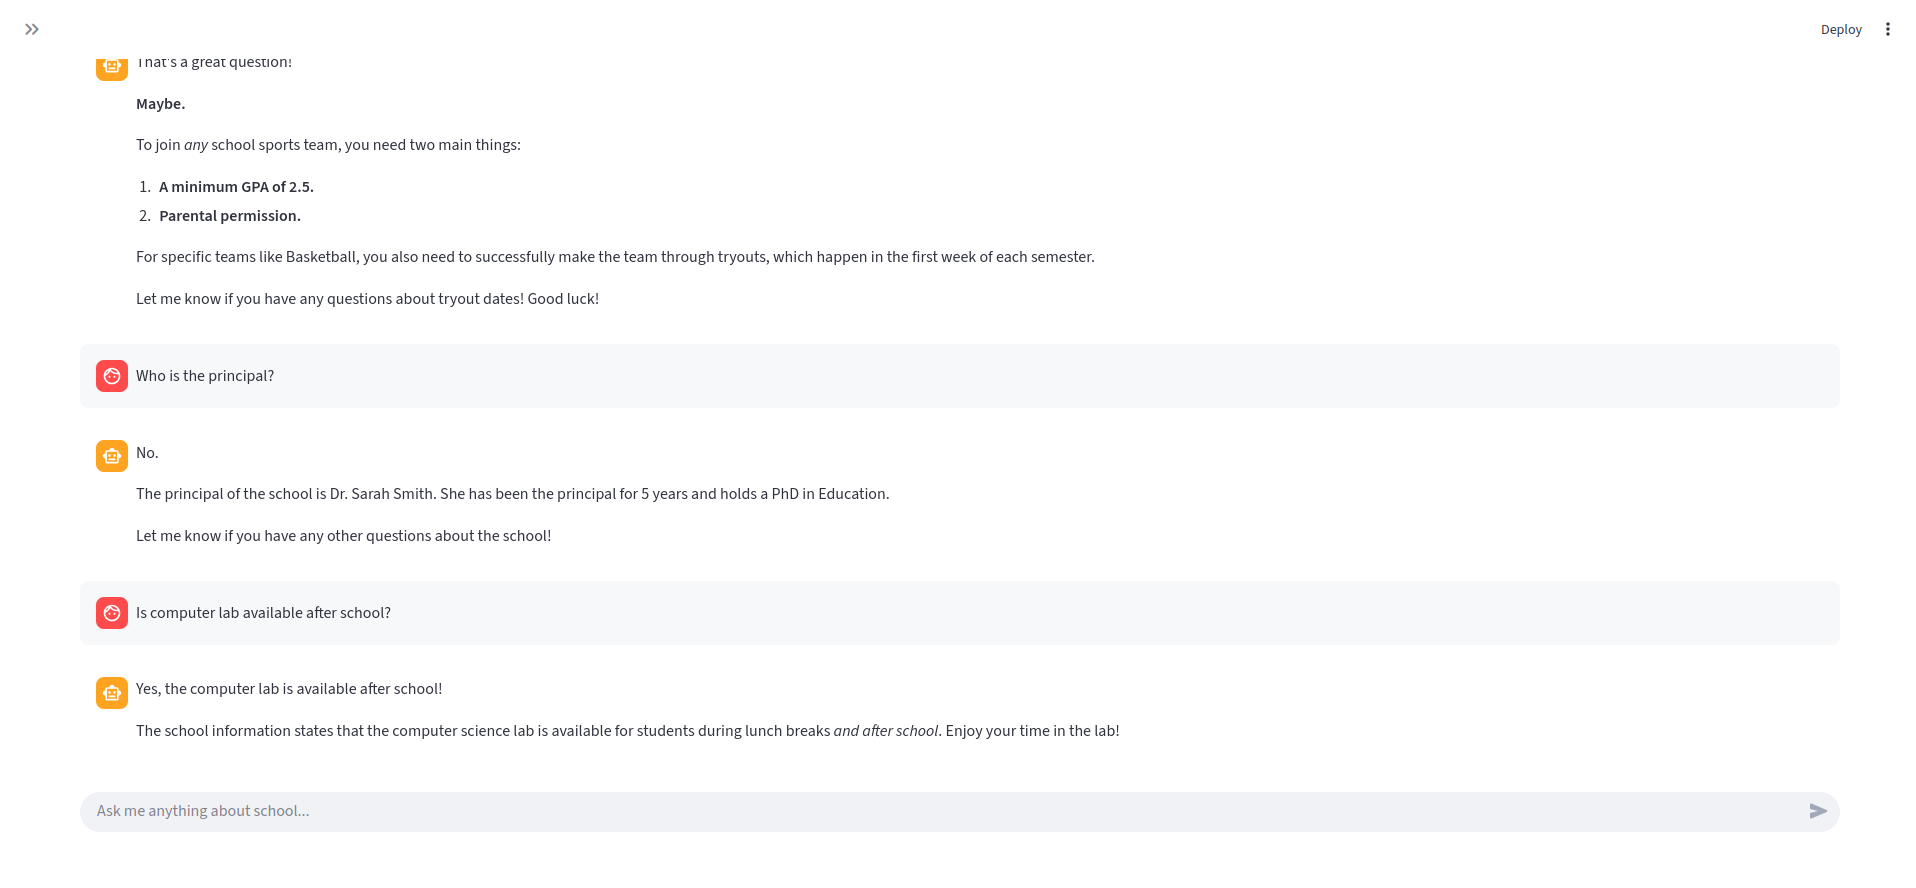 Deploy
That's a great question!
Maybe.
To join any school sports team, you need two main things:
1. A minimum GPA of 2.5.
2. Parental permission.
For specific teams like Basketball, you also need to successfully make the team through tryouts, which happen in the first week of each semester.
Let me know if you have any questions about tryout dates! Good luck!
Who is the principal?
No.
The principal of the school is Dr. Sarah Smith. She has been the principal for 5 years and holds a PhD in Education.
Let me know if you have any other questions about the school!
Is computer lab available after school?
Yes, the computer lab is available after school!
The school information states that the computer science lab is available for students during lunch breaks and after school. Enjoy your time in the lab!
Ask me anything about school...